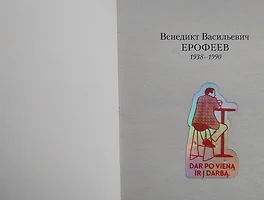 Венедикт Васильевич
ЕРОФЕЕВ
1938–1990
DAR PO VIENĄ
IR Į DARBĄ